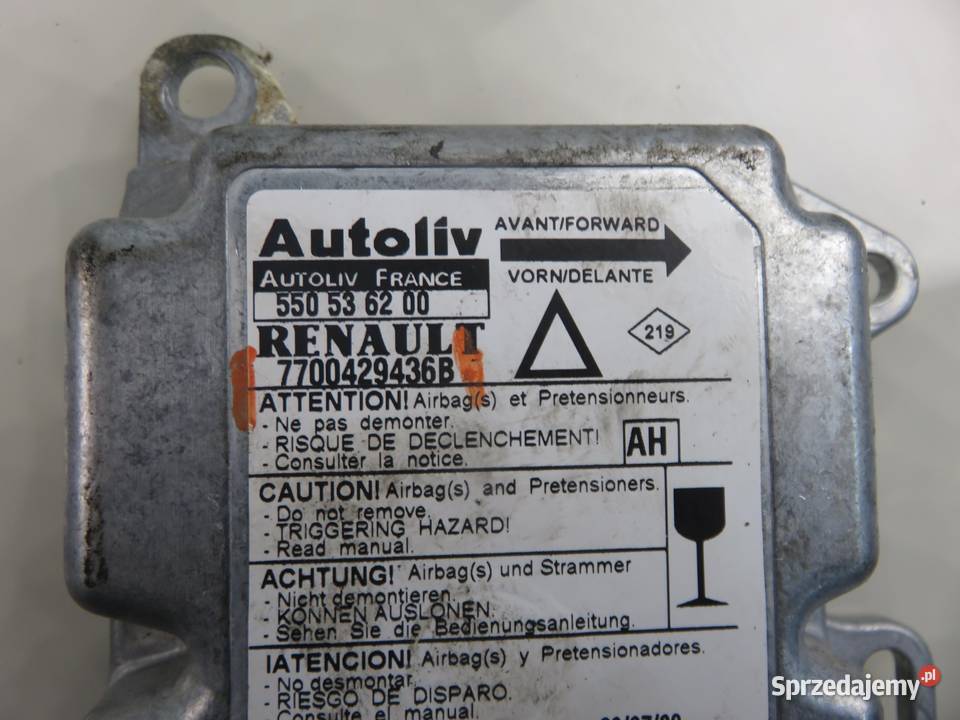 Autoliv
AVANT/FORWARD
AUTOLIV FRANCE
VORN/DELANTE
550 53 62 00
RENAULT
219
7700429436B
ATTENTION! Airbag(s) et Pretensionneurs.
- Ne pas demonter.
- RISQUE DE DECLENCHEMENT!
AH
- Consulter la notice.
CAUTION! Airbag(s) and Pretensioners.
- Do not remove.
- TRIGGERING HAZARD!
- Read manual.
ACHTUNG! Airbag(s) und Strammer
- Nicht demontieren.
- KONNEN AUSLONEN.
- Sehen Sie die Bedienungsanleitung.
IATENCION! Airbag(s) y Pretensionadores.
- No desmontar.
- RIESGO DE DISPARO.
Consulte el manual.
Sprzedajemy.pl